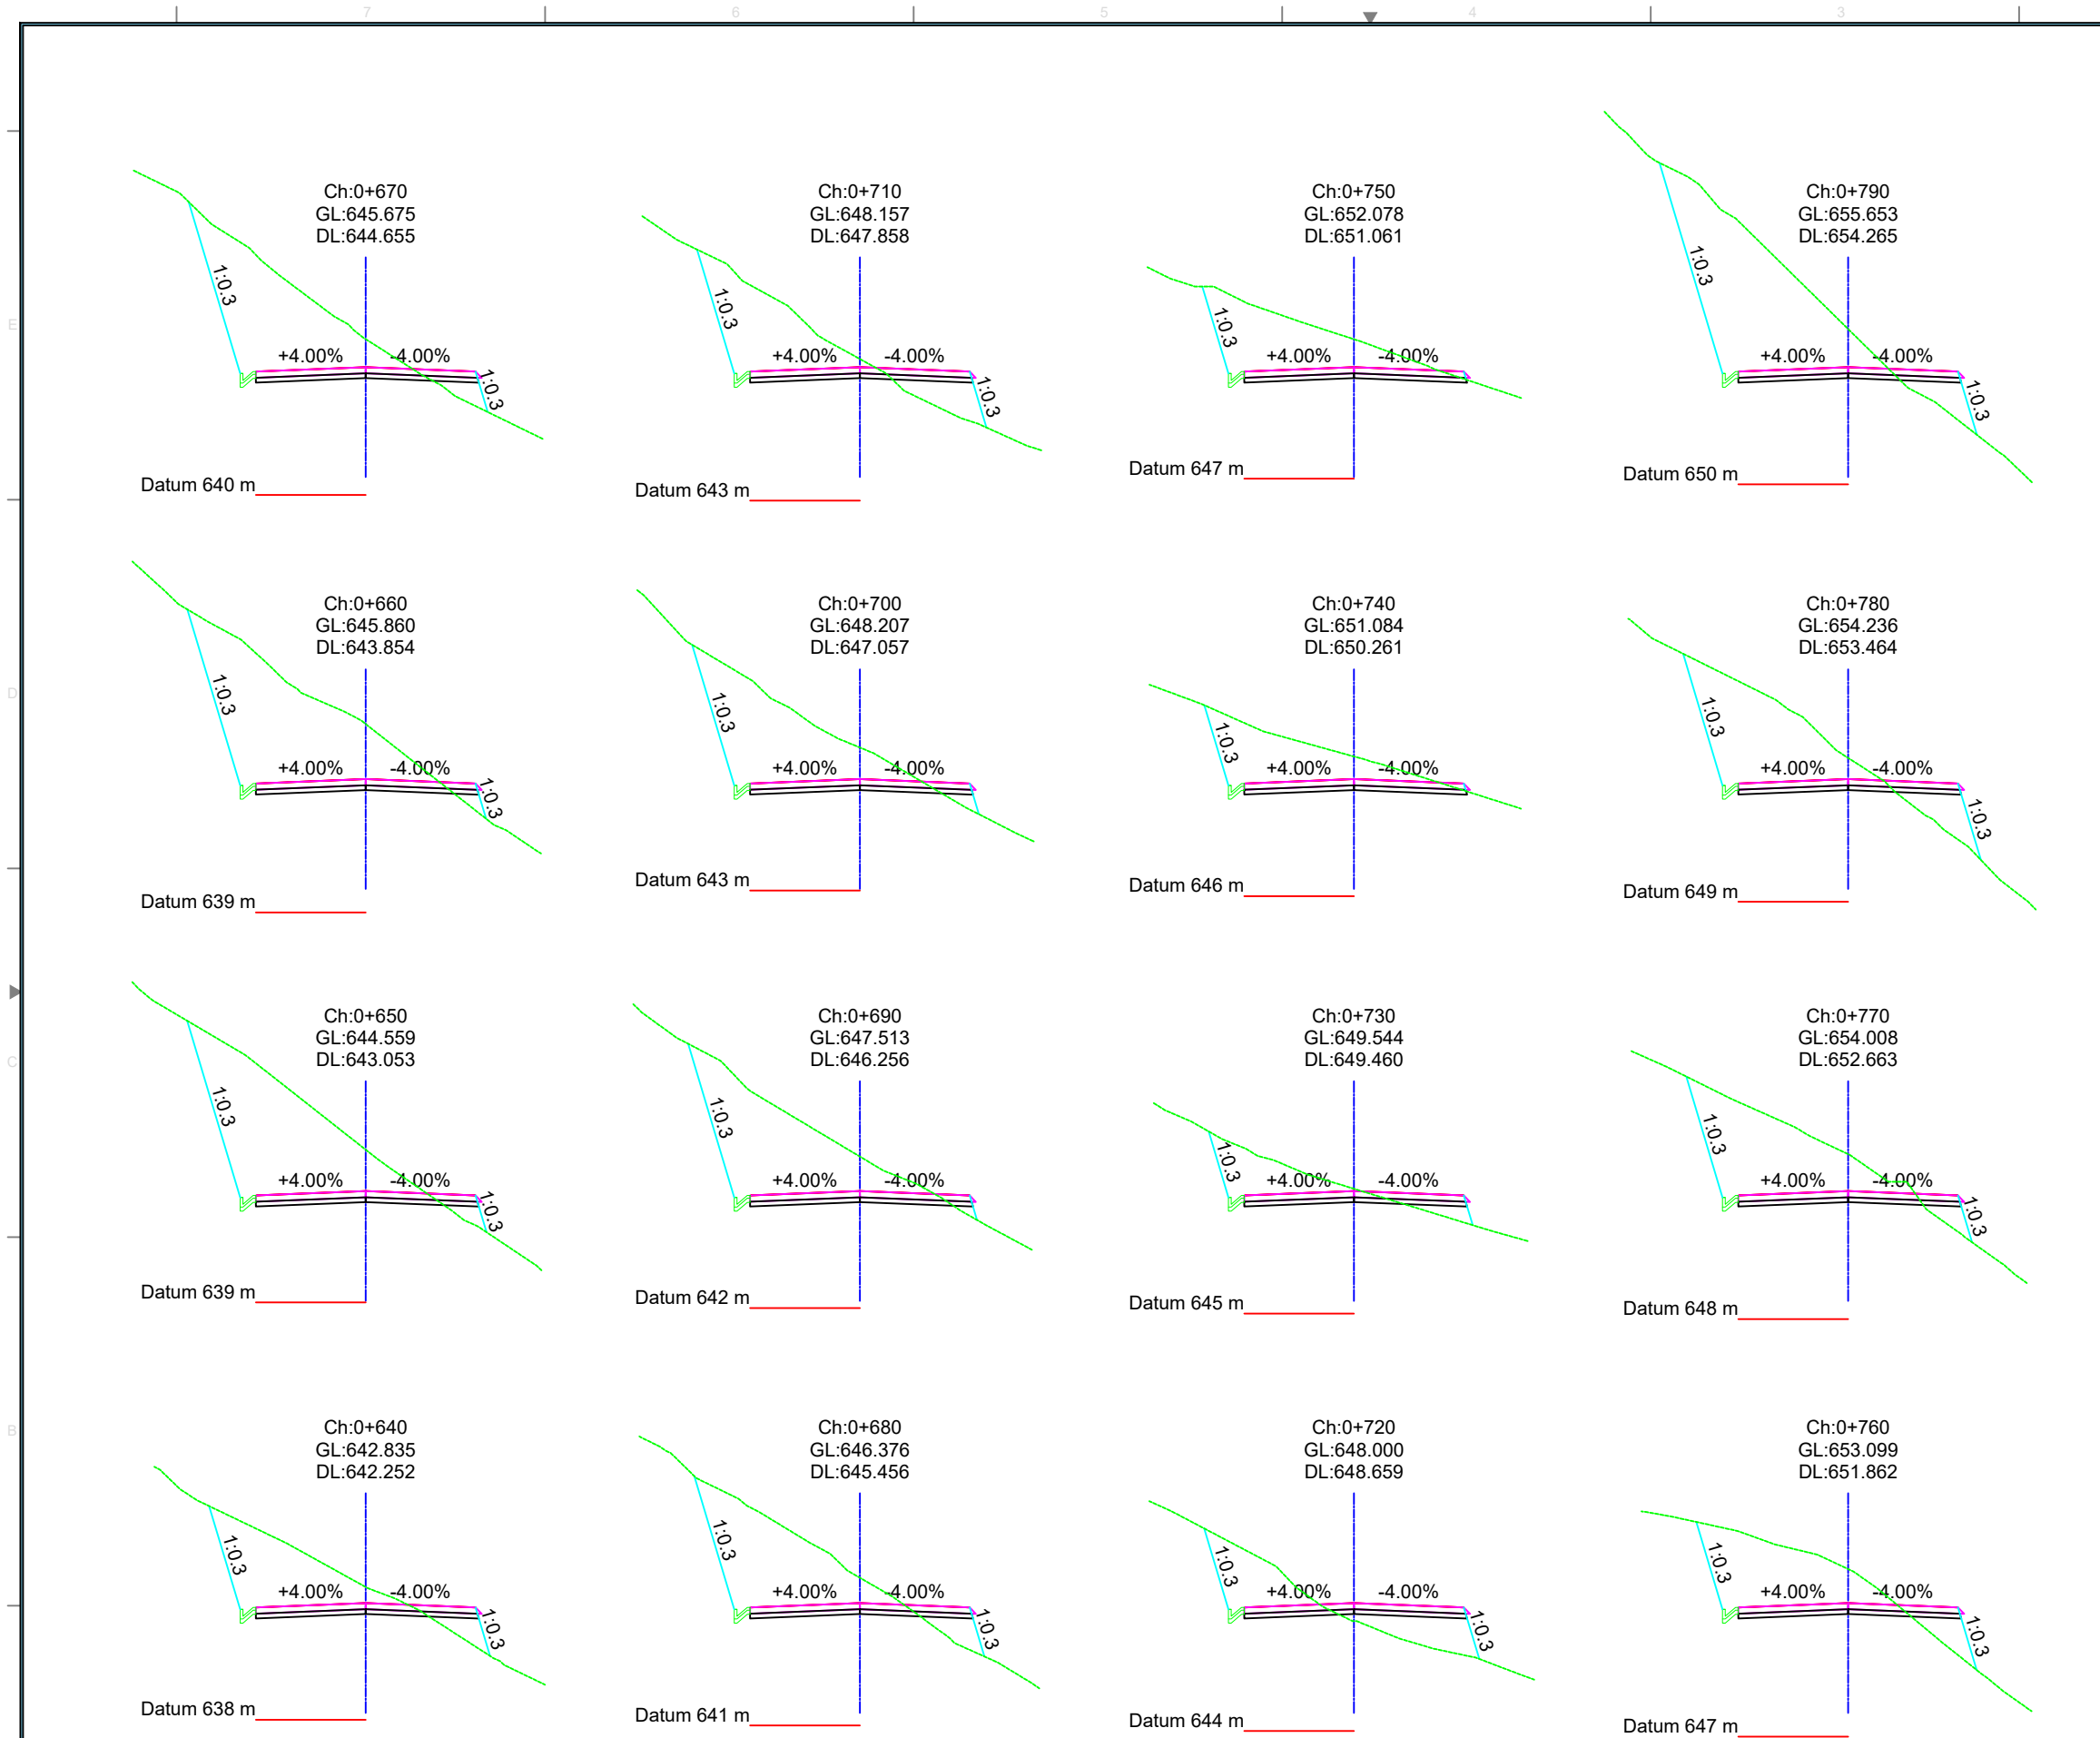 7 6 5 4 3
Ch:0+670
GL:645.675
DL:644.655
1:0.3
+4.00% -4.00%
1:0.3
Datum 640 m
Ch:0+710
GL:648.157
DL:647.858
1:0.3
+4.00% -4.00%
1:0.3
Datum 643 m
Ch:0+750
GL:652.078
DL:651.061
1:0.3
+4.00% -4.00%
Datum 647 m
Ch:0+790
GL:655.653
DL:654.265
1:0.3
+4.00% -4.00%
1:0.3
Datum 650 m
E
Ch:0+660
GL:645.860
DL:643.854
1:0.3
+4.00% -4.00%
1:0.3
Datum 639 m
Ch:0+700
GL:648.207
DL:647.057
1:0.3
+4.00% -4.00%
Datum 643 m
Ch:0+740
GL:651.084
DL:650.261
1:0.3
+4.00% -4.00%
Datum 646 m
Ch:0+780
GL:654.236
DL:653.464
1:0.3
+4.00% -4.00%
1:0.3
Datum 649 m
D
Ch:0+650
GL:644.559
DL:643.053
1:0.3
+4.00% -4.00%
1:0.3
Datum 639 m
Ch:0+690
GL:647.513
DL:646.256
1:0.3
+4.00% -4.00%
Datum 642 m
Ch:0+730
GL:649.544
DL:649.460
1:0.3
+4.00% -4.00%
Datum 645 m
Ch:0+770
GL:654.008
DL:652.663
1:0.3
+4.00% -4.00%
1:0.3
Datum 648 m
C
Ch:0+640
GL:642.835
DL:642.252
1:0.3
+4.00% -4.00%
1:0.3
Datum 638 m
Ch:0+680
GL:646.376
DL:645.456
1:0.3
+4.00% -4.00%
1:0.3
Datum 641 m
Ch:0+720
GL:648.000
DL:648.659
1:0.3
+4.00% -4.00%
1:0.3
Datum 644 m
Ch:0+760
GL:653.099
DL:651.862
1:0.3
+4.00% -4.00%
1:0.3
Datum 647 m
B